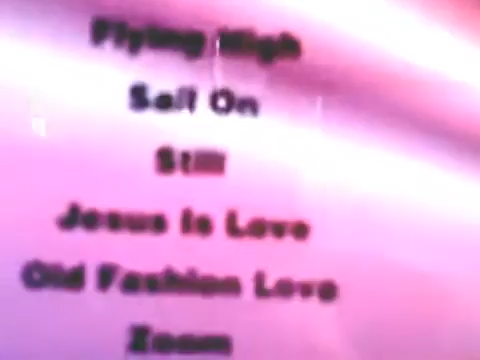 Flying High
Sail On
Still
Jesus Is Love
Old Fashion Love
Zoom